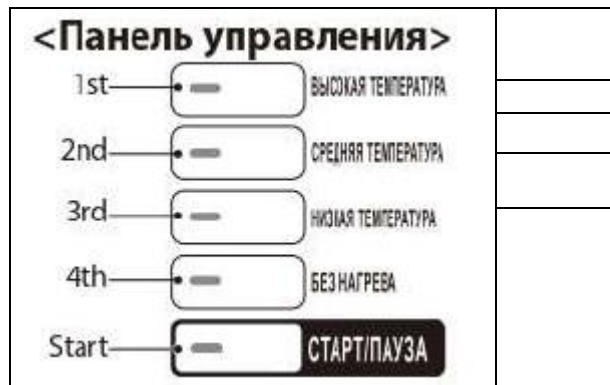 <Панель управления>
1st ВЫСОКАЯ ТЕМПЕРАТУРА
2nd СРЕДНЯЯ ТЕМПЕРАТУРА
3rd НИЗКАЯ ТЕМПЕРАТУРА
4th БЕЗ НАГРЕВА
Start СТАРТ/ПАУЗА